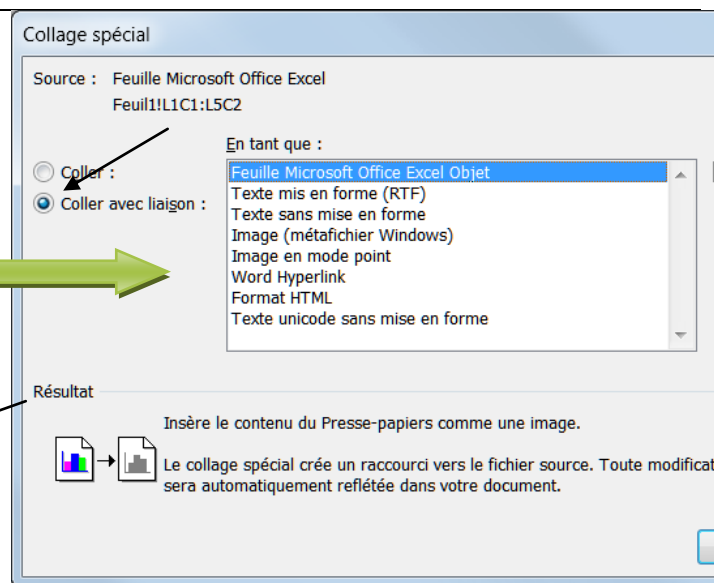 Collage spécial
Source : Feuille Microsoft Office Excel
Feuil1!L1C1:L5C2
En tant que :
Coller :
Coller avec liaison :
Feuille Microsoft Office Excel Objet
Texte mis en forme (RTF)
Texte sans mise en forme
Image (métafichier Windows)
Image en mode point
Word Hyperlink
Format HTML
Texte unicode sans mise en forme
Résultat
Insère le contenu du Presse-papiers comme une image.
Le collage spécial crée un raccourci vers le fichier source. Toute modificat
sera automatiquement reflétée dans votre document.